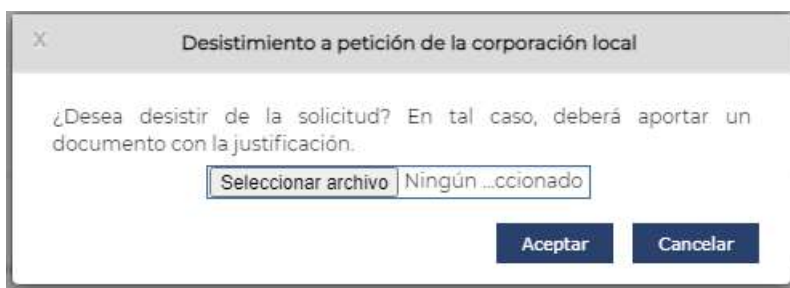 X
Desistimiento a petición de la corporación local
¿Desea desistir de la solicitud? En tal caso, deberá aportar un
documento con la justificación.
Seleccionar archivo Ningún ...ccionado
Aceptar Cancelar